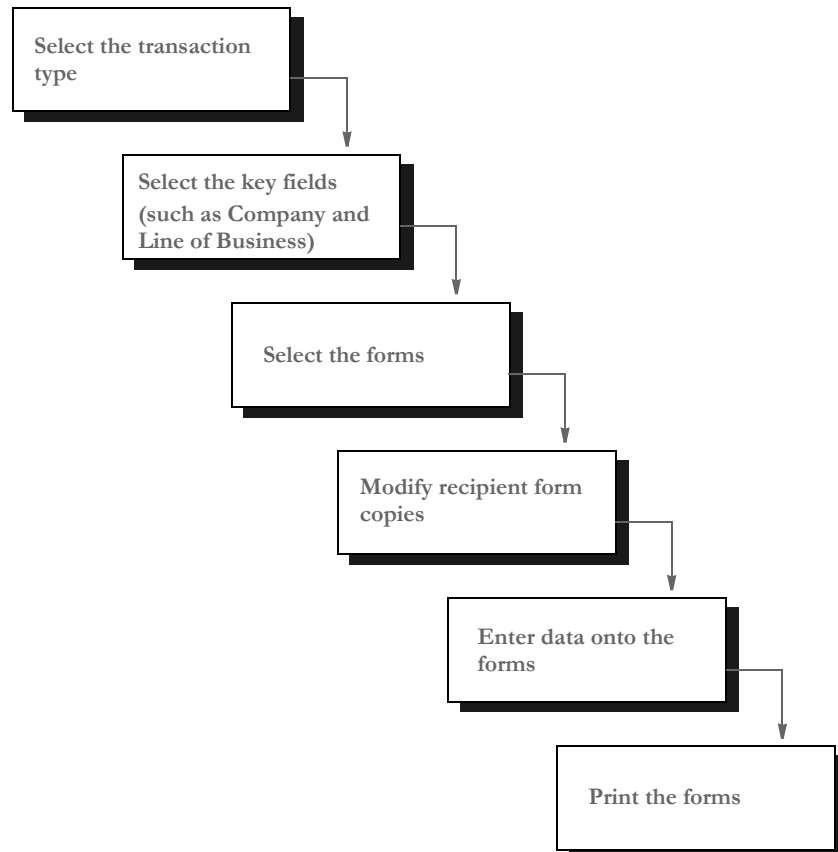 Select the transaction
type
Select the key fields
(such as Company and
Line of Business)
Select the forms
Modify recipient form
copies
Enter data onto the
forms
Print the forms